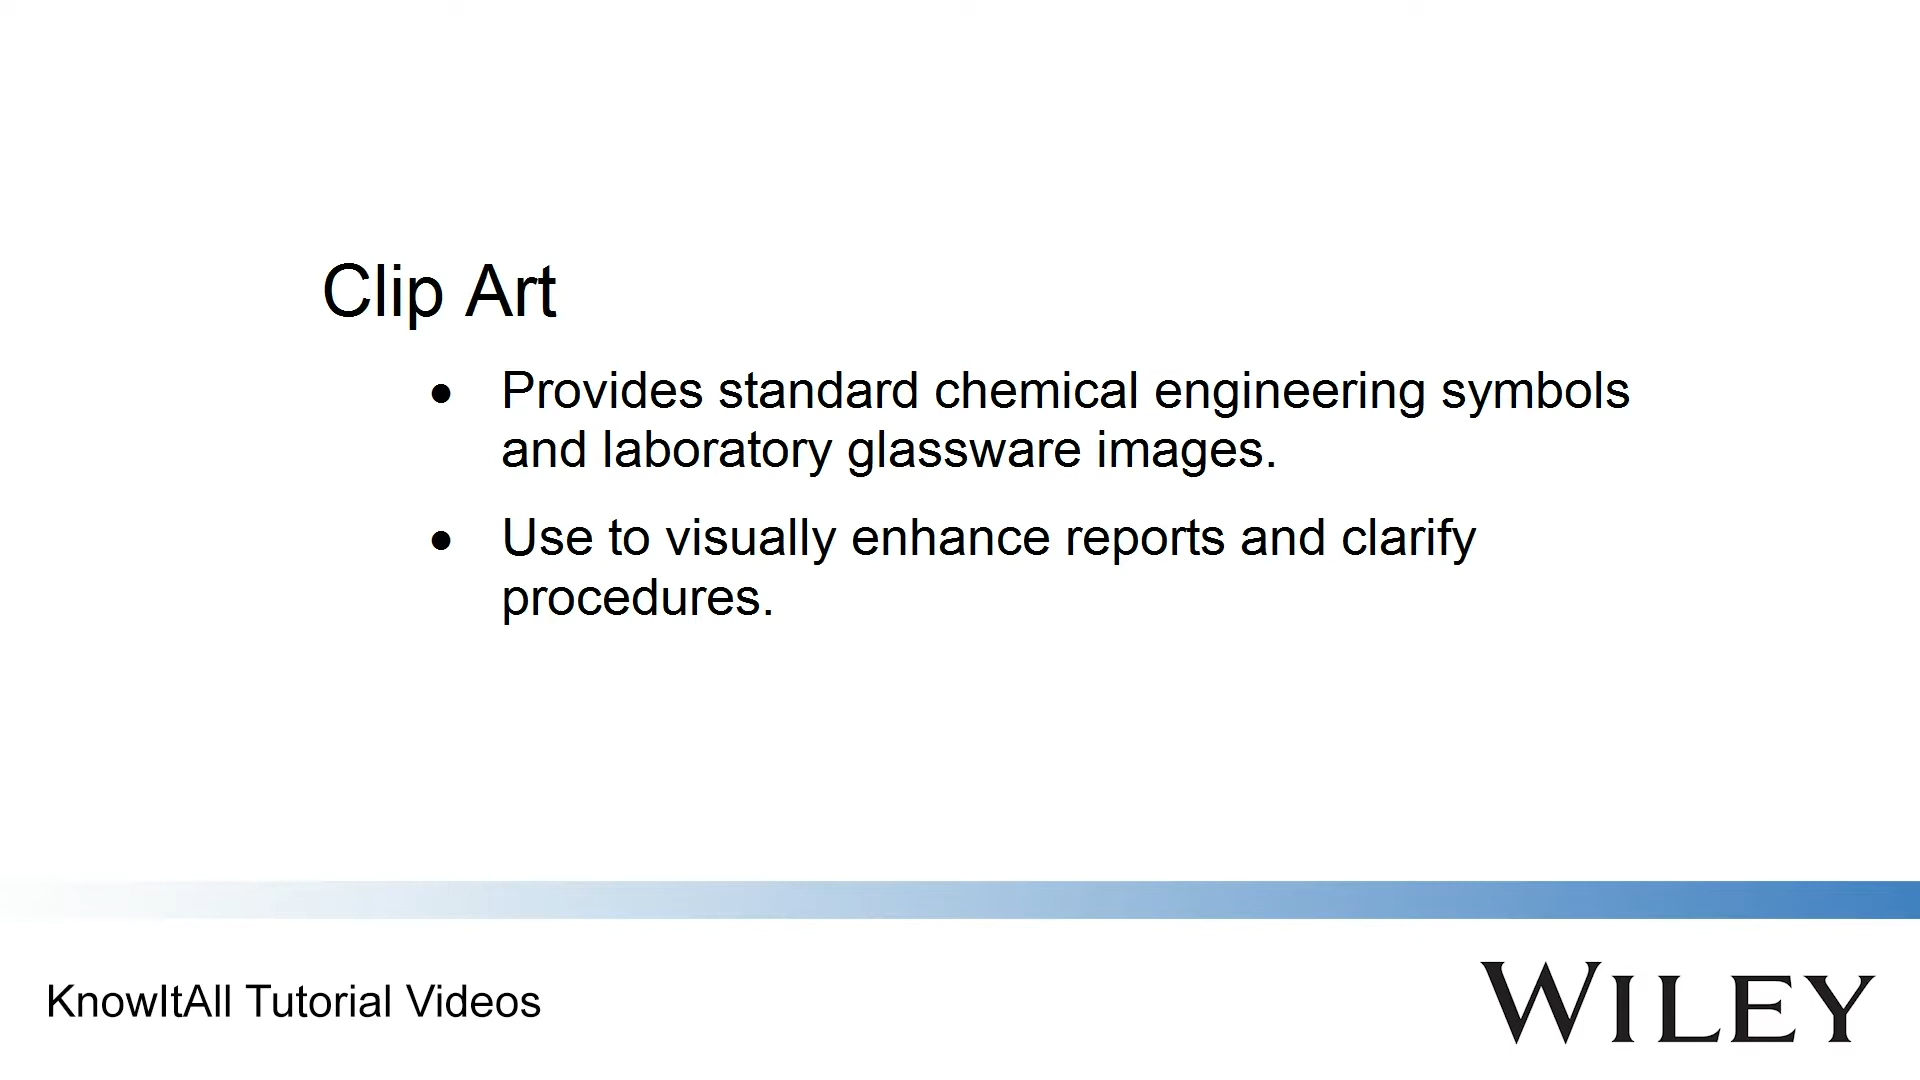 Clip Art
• Provides standard chemical engineering symbols
and laboratory glassware images.
• Use to visually enhance reports and clarify
procedures.
KnowItAll Tutorial Videos
WILEY